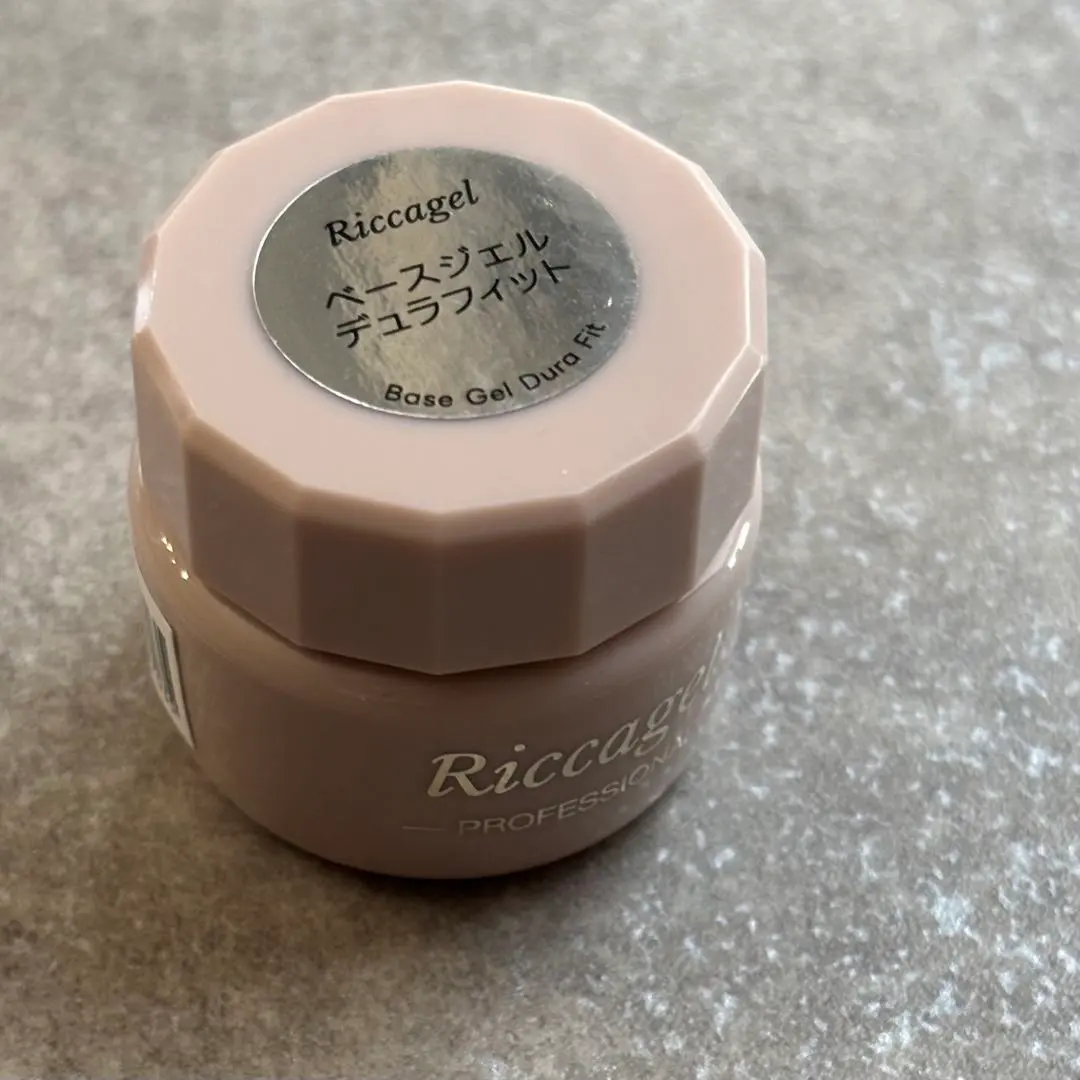 Riccagel
ベースジェル
デュラフィット
Base Gel Dura Fit
Riccagel
PROFESSIONA